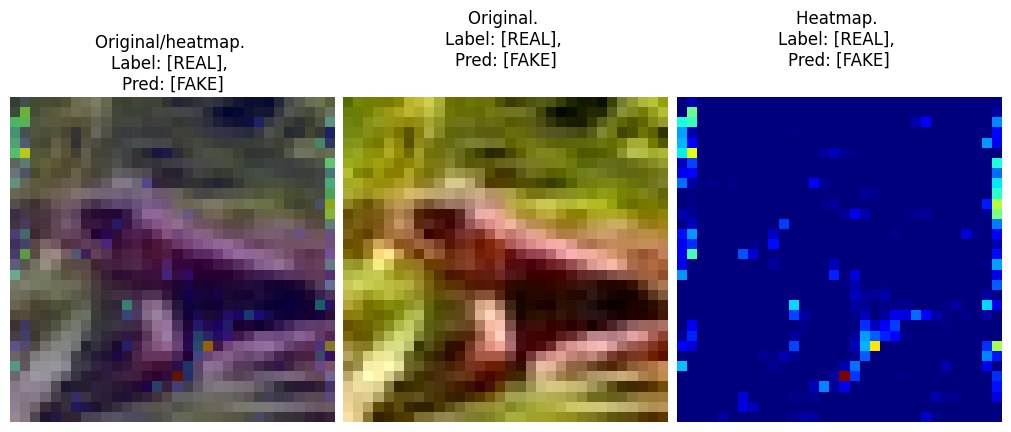 Original/heatmap.
Label: [REAL],
Pred: [FAKE]
Original.
Label: [REAL],
Pred: [FAKE]
Heatmap.
Label: [REAL],
Pred: [FAKE]